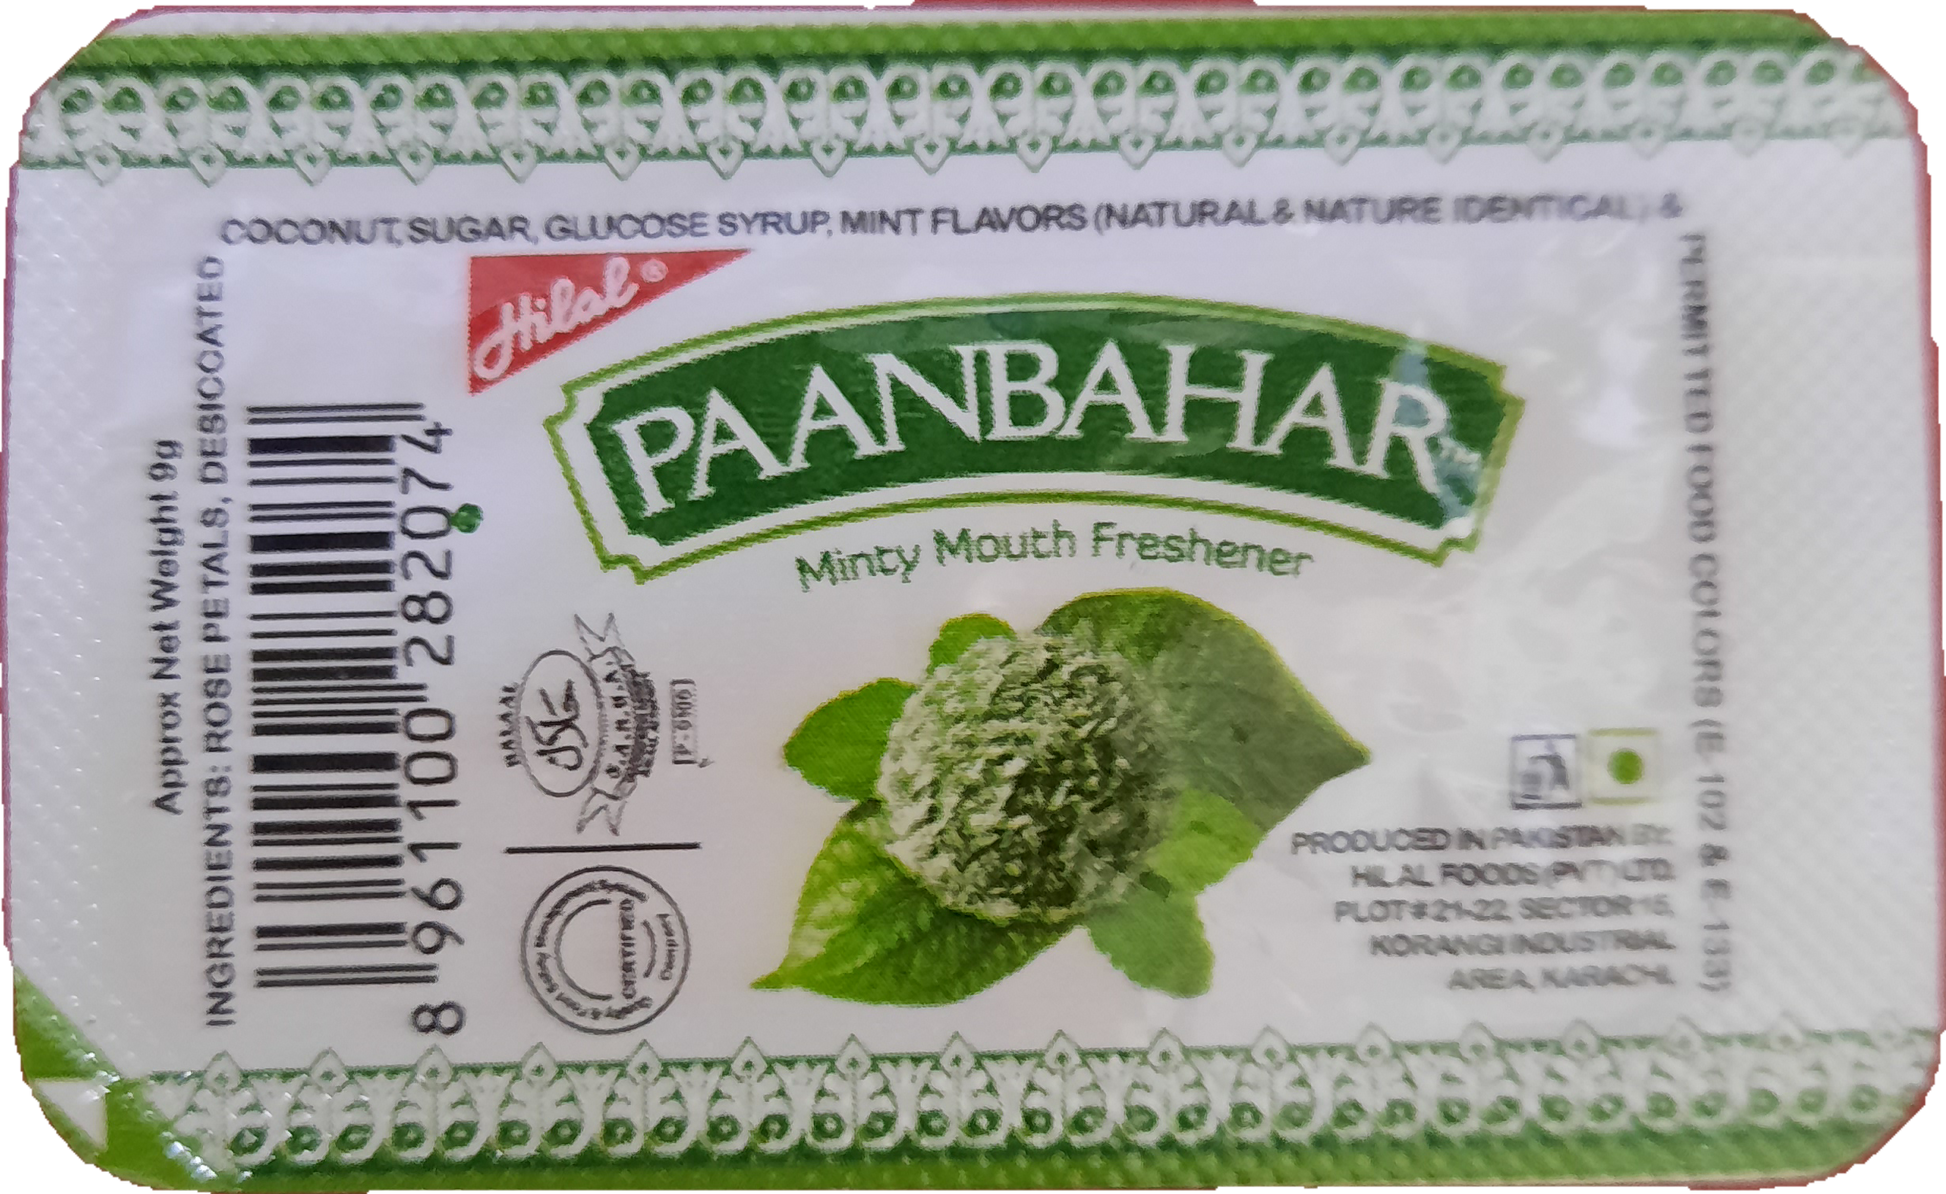 Approx Net Weight 9g
INGREDIENTS: ROSE PETALS, DESICCATED
COCONUT, SUGAR, GLUCOSE SYRUP, MINT FLAVORS (NATURAL & NATURE IDENTICAL) &
PERMITTED FOOD COLORS (E-102 & E-133)
Hilal®
PAANBAHAR™
Minty Mouth Freshener
8 961100 282074
HALAAL
حلال
CERTIFIED
PRODUCED IN PAKISTAN BY:
HILAL FOODS (PVT) LTD.
PLOT # 21-22, SECTOR 15,
KORANGI INDUSTRIAL
AREA, KARACHI.